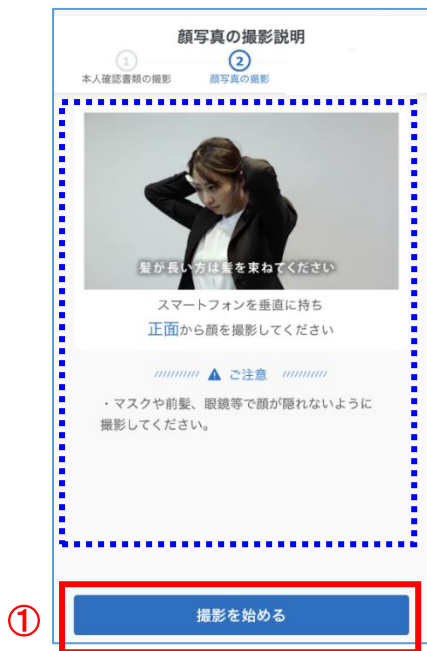 顔写真の撮影説明
1
2
本人確認書類の撮影
顔写真の撮影
髪が長い方は髪を束ねてください
スマートフォンを垂直に持ち
正面から顔を撮影してください
ご注意
・マスクや前髪、眼鏡等で顔が隠れないように
撮影してください。
①
撮影を始める